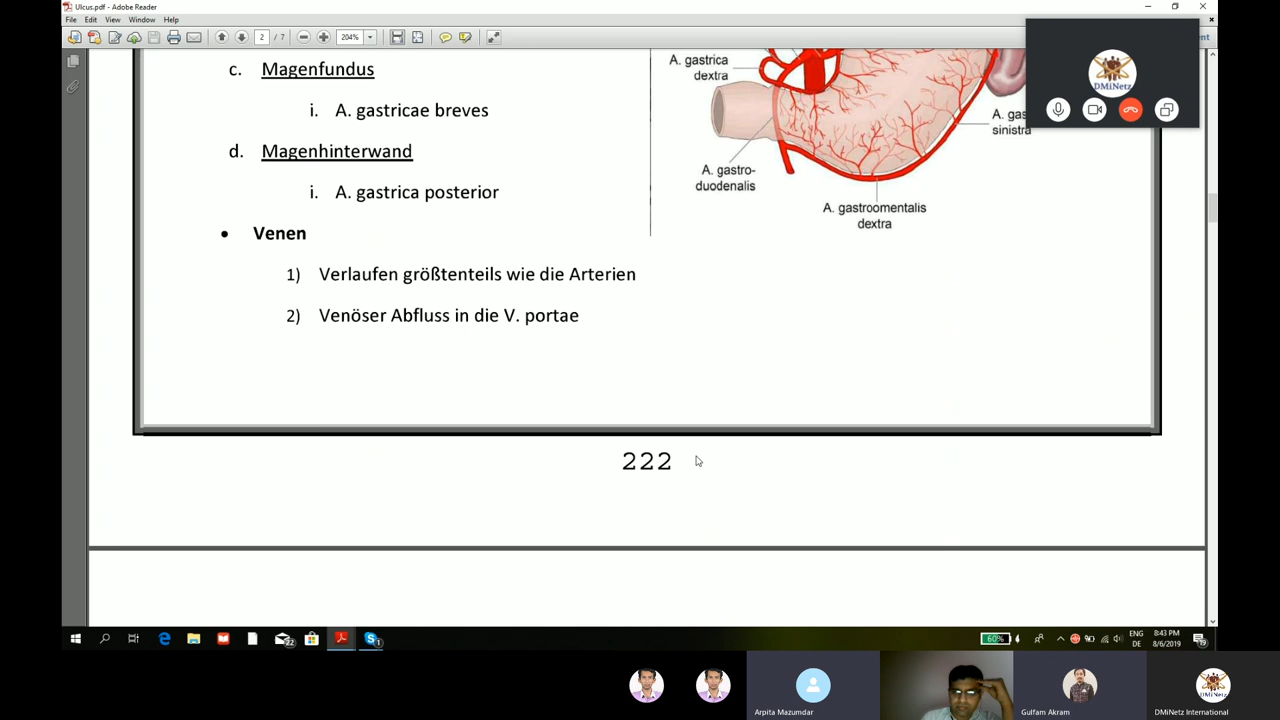 Ulcus.pdf - Adobe Reader
File Edit View Window Help
2 / 7 204%
c. Magenfundus
i. A. gastricae breves
d. Magenhinterwand
i. A. gastrica posterior
• Venen
1) Verlaufen größtenteils wie die Arterien
2) Venöser Abfluss in die V. portae
A. gastrica
dextra
A. gas
sinistra
A. gastro-
duodenalis
A. gastroomentalis
dextra
DMiNetz
222
60%
ENG
DE
8:43 PM
8/6/2019
Arpita Mazumdar
Gulfam Akram
DMiNetz International